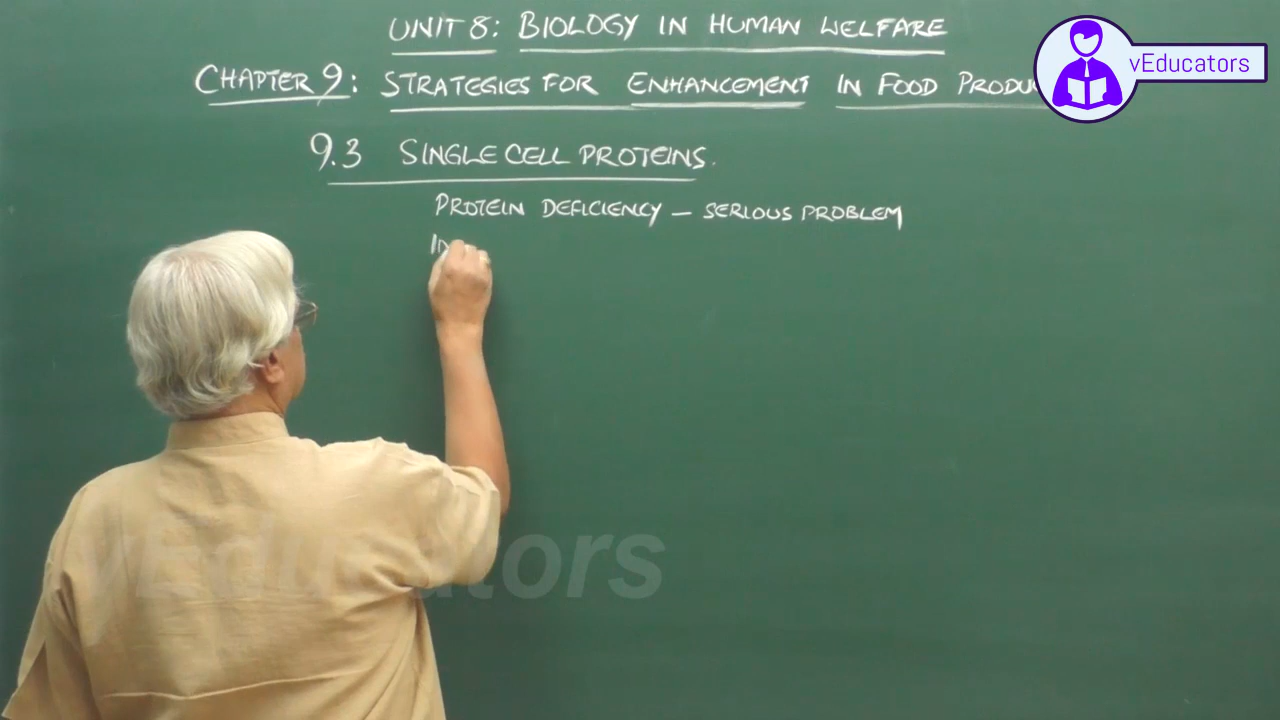 UNIT 8: BIOLOGY IN HUMAN WELFARE
vEducators
CHAPTER 9: STRATEGIES FOR ENHANCEMENT IN FOOD
9.3 SINGLE CELL PROTEINS.
PROTEIN DEFICIENCY – SERIOUS PROBLEM
vEducators